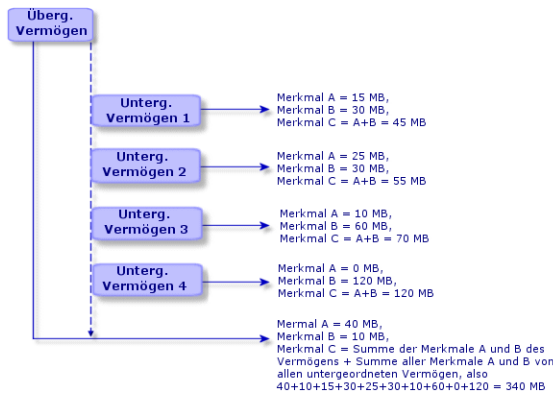 Überg.
Vermögen
Unterg.
Vermögen 1
Merkmal A = 15 MB,
Merkmal B = 30 MB,
Merkmal C = A+B = 45 MB
Unterg.
Vermögen 2
Merkmal A = 25 MB,
Merkmal B = 30 MB,
Merkmal C = A+B = 55 MB
Unterg.
Vermögen 3
Merkmal A = 10 MB,
Merkmal B = 60 MB,
Merkmal C = A+B = 70 MB
Unterg.
Vermögen 4
Merkmal A = 0 MB,
Merkmal B = 120 MB,
Merkmal C = A+B = 120 MB
Mermal A = 40 MB,
Merkmal B = 10 MB,
Merkmal C = Summe der Merkmale A und B des
Vermögens + Summe aller Merkmale A und B von
allen untergeordneten Vermögen, also
40+10+15+30+25+30+10+60+0+120 = 340 MB